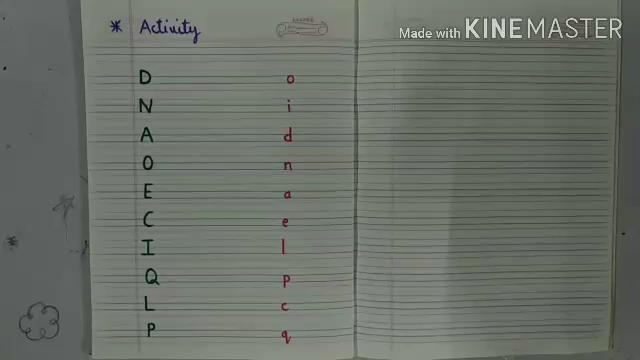 * Activity
Made with KINEMASTER
D o
N i
A d
O n
E a
C e
I l
Q p
L c
P q